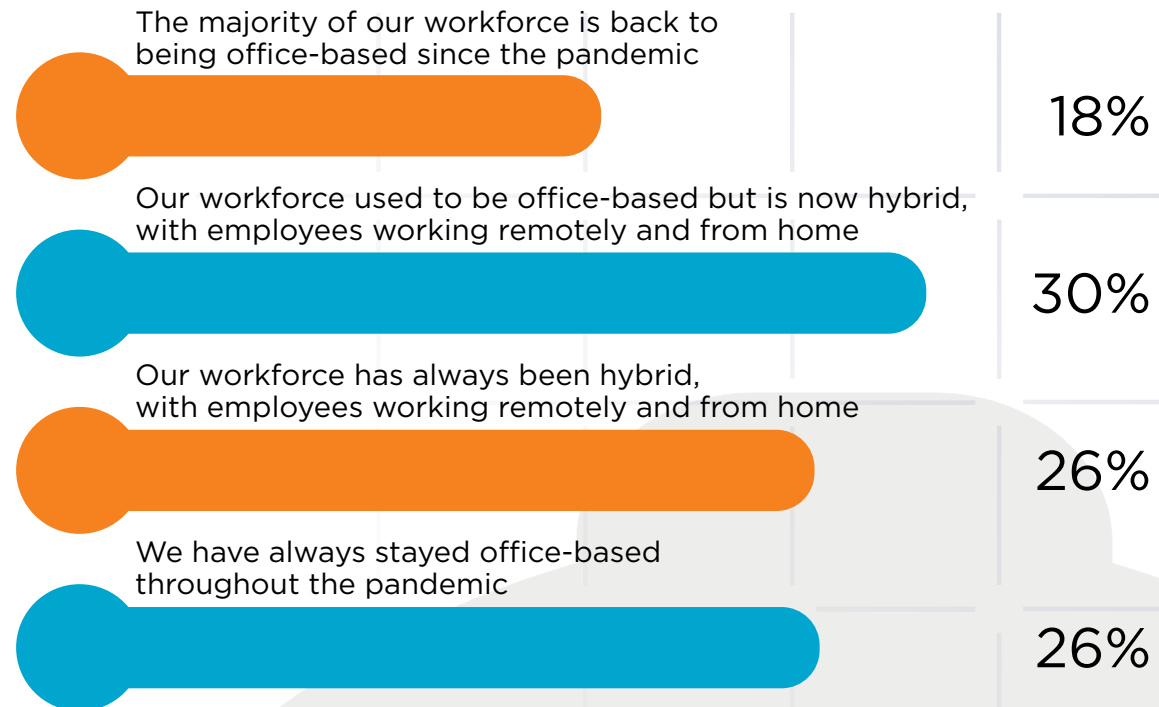 The majority of our workforce is back to
being office-based since the pandemic
18%
Our workforce used to be office-based but is now hybrid,
with employees working remotely and from home
30%
Our workforce has always been hybrid,
with employees working remotely and from home
26%
We have always stayed office-based
throughout the pandemic
26%